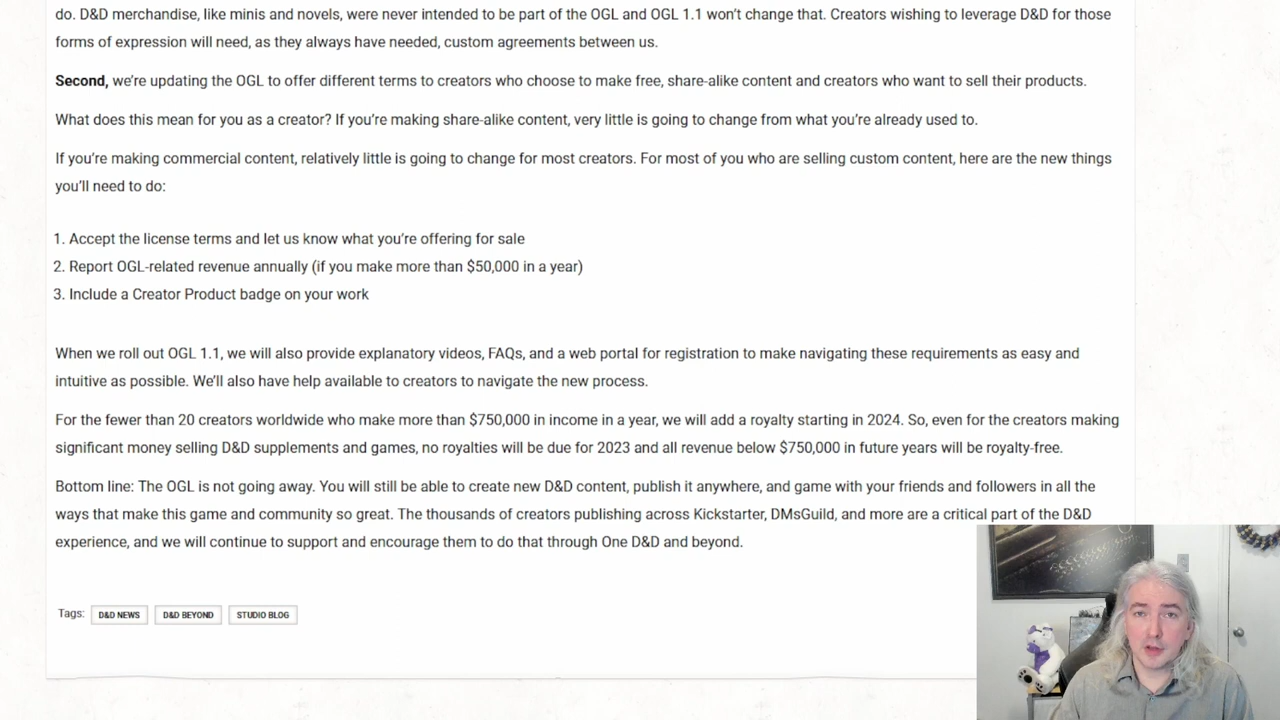 do. D&D merchandise, like minis and novels, were never intended to be part of the OGL and OGL 1.1 won’t change that. Creators wishing to leverage D&D for those
forms of expression will need, as they always have needed, custom agreements between us.
Second, we’re updating the OGL to offer different terms to creators who choose to make free, share-alike content and creators who want to sell their products.
What does this mean for you as a creator? If you’re making share-alike content, very little is going to change from what you’re already used to.
If you’re making commercial content, relatively little is going to change for most creators. For most of you who are selling custom content, here are the new things
you’ll need to do:
1. Accept the license terms and let us know what you’re offering for sale
2. Report OGL-related revenue annually (if you make more than $50,000 in a year)
3. Include a Creator Product badge on your work
When we roll out OGL 1.1, we will also provide explanatory videos, FAQs, and a web portal for registration to make navigating these requirements as easy and
intuitive as possible. We’ll also have help available to creators to navigate the new process.
For the fewer than 20 creators worldwide who make more than $750,000 in income in a year, we will add a royalty starting in 2024. So, even for the creators making
significant money selling D&D supplements and games, no royalties will be due for 2023 and all revenue below $750,000 in future years will be royalty-free.
Bottom line: The OGL is not going away. You will still be able to create new D&D content, publish it anywhere, and game with your friends and followers in all the
ways that make this game and community so great. The thousands of creators publishing across Kickstarter, DMsGuild, and more are a critical part of the D&D
experience, and we will continue to support and encourage them to do that through One D&D and beyond.
Tags: D&D NEWS D&D BEYOND STUDIO BLOG